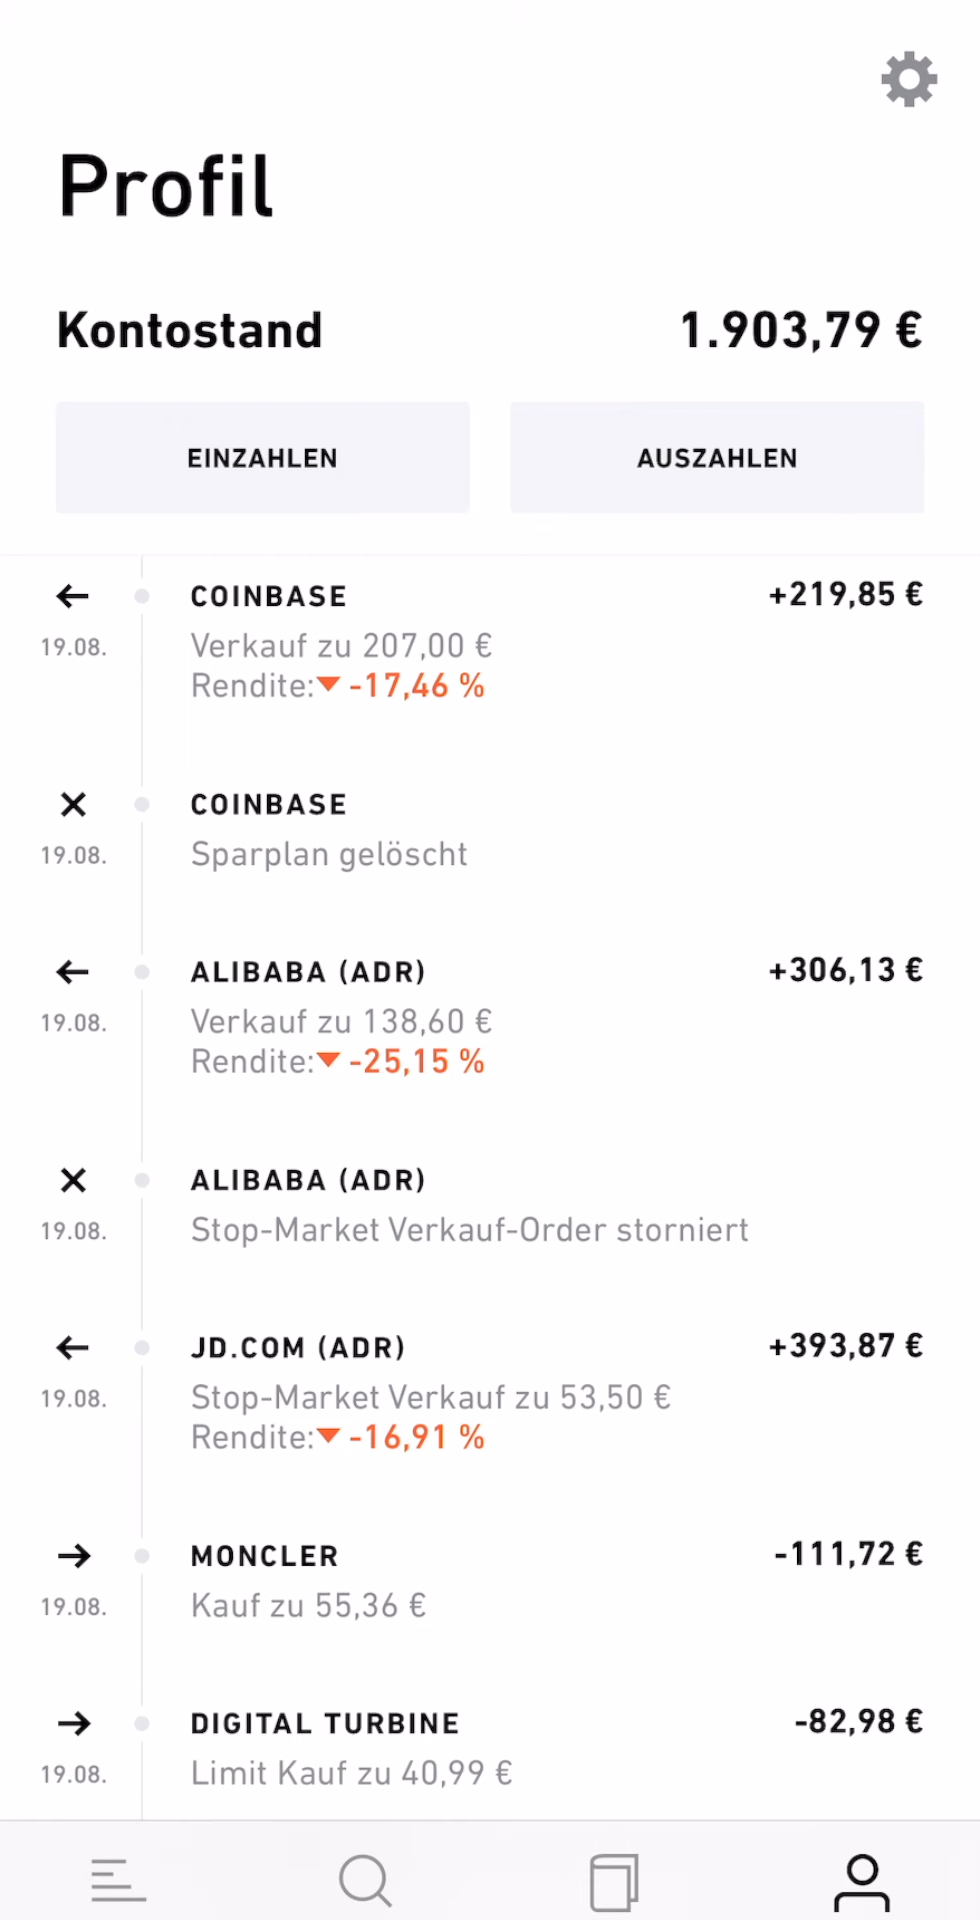 Profil
Kontostand 1.903,79 €
EINZAHLEN AUSZAHLEN
COINBASE +219,85 €
19.08. Verkauf zu 207,00 €
Rendite: -17,46 %
COINBASE
19.08. Sparplan gelöscht
ALIBABA (ADR) +306,13 €
19.08. Verkauf zu 138,60 €
Rendite: -25,15 %
ALIBABA (ADR)
19.08. Stop-Market Verkauf-Order storniert
JD.COM (ADR) +393,87 €
19.08. Stop-Market Verkauf zu 53,50 €
Rendite: -16,91 %
MONCLER -111,72 €
19.08. Kauf zu 55,36 €
DIGITAL TURBINE -82,98 €
19.08. Limit Kauf zu 40,99 €